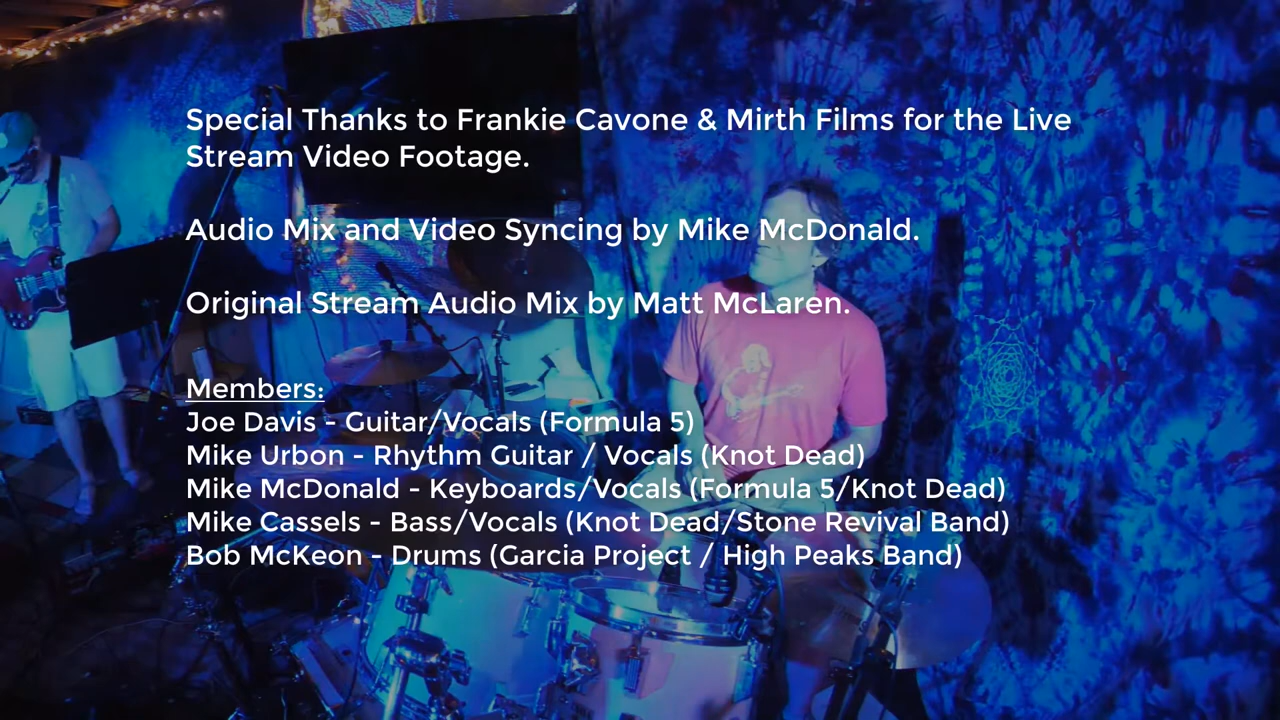 Special Thanks to Frankie Cavone & Mirth Films for the Live
Stream Video Footage.
Audio Mix and Video Syncing by Mike McDonald.
Original Stream Audio Mix by Matt McLaren.
Members:
Joe Davis - Guitar/Vocals (Formula 5)
Mike Urbon - Rhythm Guitar / Vocals (Knot Dead)
Mike McDonald - Keyboards/Vocals (Formula 5/Knot Dead)
Mike Cassels - Bass/Vocals (Knot Dead/Stone Revival Band)
Bob McKeon - Drums (Garcia Project / High Peaks Band)